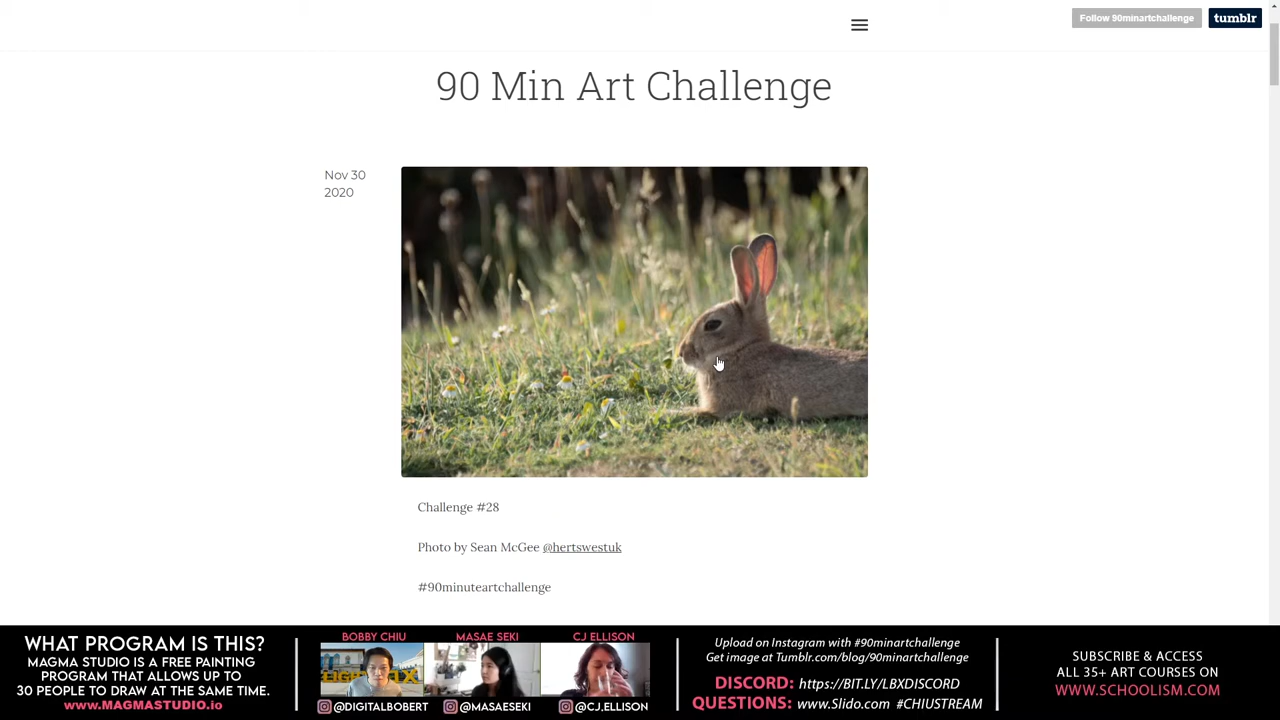 Follow 90minartchallenge
tumblr
90 Min Art Challenge
Nov 30
2020
Challenge #28
Photo by Sean McGee @hertswestuk
#90minuteartchallenge
WHAT PROGRAM IS THIS?
MAGMA STUDIO IS A FREE PAINTING
PROGRAM THAT ALLOWS UP TO
30 PEOPLE TO DRAW AT THE SAME TIME.
www.MAGMASTUDIO.io
BOBBY CHIU
MASAE SEKI
CJ ELLISON
@DIGITALBOBERT
@MASAESEKI
@CJ.ELLISON
Upload on Instagram with #90minartchallenge
Get image at Tumblr.com/blog/90minartchallenge
DISCORD: https://BIT.LY/LBXDISCORD
QUESTIONS: www.Slido.com #CHIUSTREAM
SUBSCRIBE & ACCESS
ALL 35+ ART COURSES ON
WWW.SCHOOLISM.COM